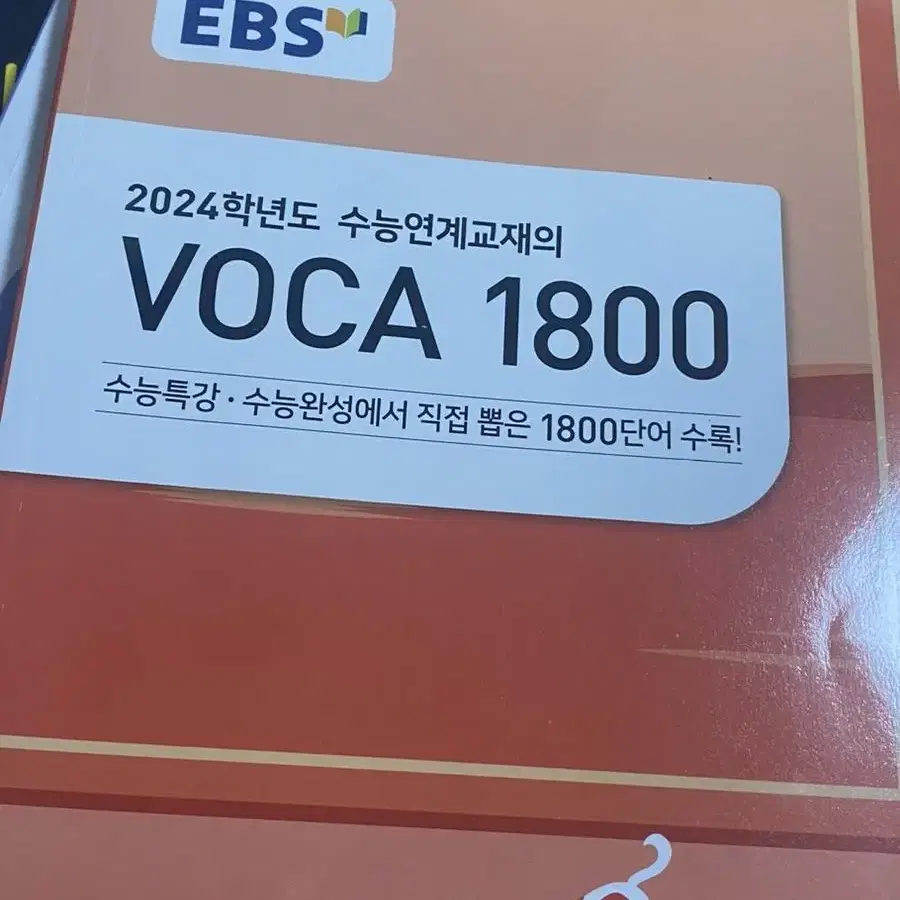 EBS
2024학년도 수능연계교재의
VOCA 1800
수능특강·수능완성에서 직접 뽑은 1800단어 수록!